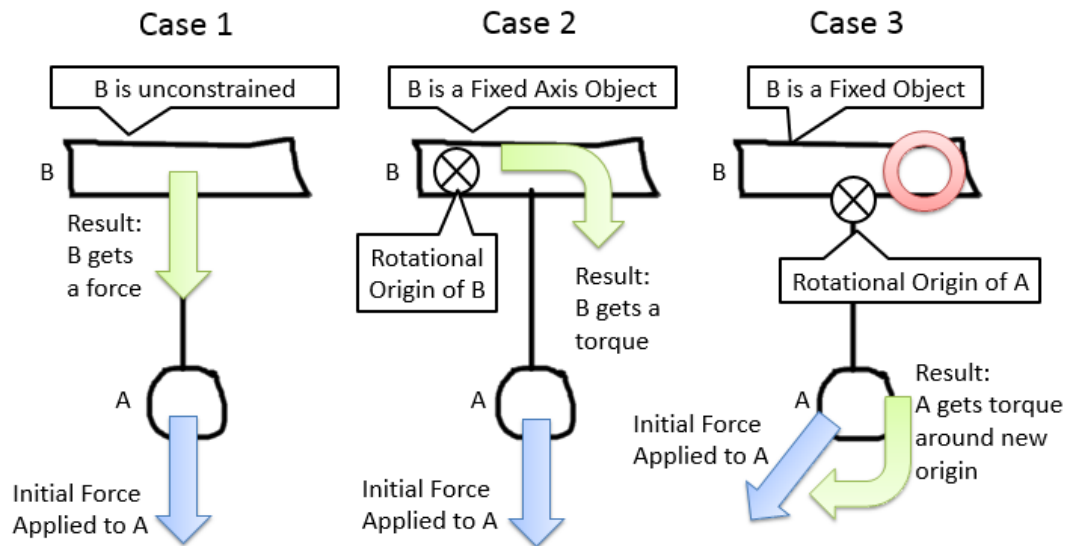 Case 1
B is unconstrained
B
Result:
B gets
a force
A
Initial Force
Applied to A
Case 2
B is a Fixed Axis Object
B
Rotational
Origin of B
Result:
B gets a
torque
A
Initial Force
Applied to A
Case 3
B is a Fixed Object
B
Rotational Origin of A
A
Initial Force
Applied to A
Result:
A gets torque
around new
origin